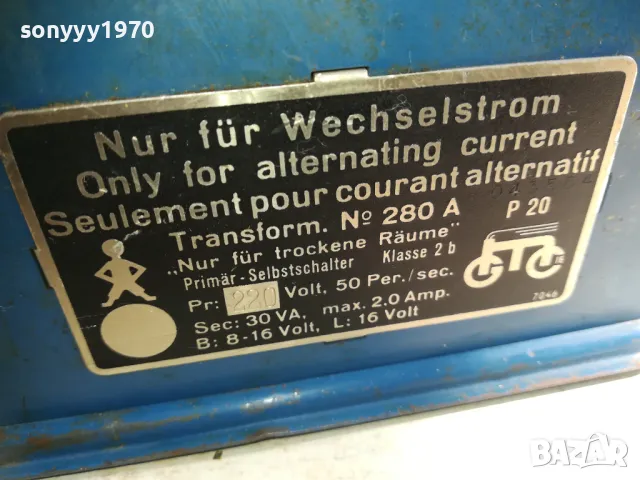 sonyyy1970
Nur für Wechselstrom
Only for alternating current
Seulement pour courant alternatif
Transform. № 280 A P 20
„Nur für trockene Räume"
Primär-Selbstschalter Klasse 2 b
Pr: 220 Volt, 50 Per./sec.
Sec: 30 VA, max. 2.0 Amp.
B: 8-16 Volt, L: 16 Volt
7046
BAZAR
bg